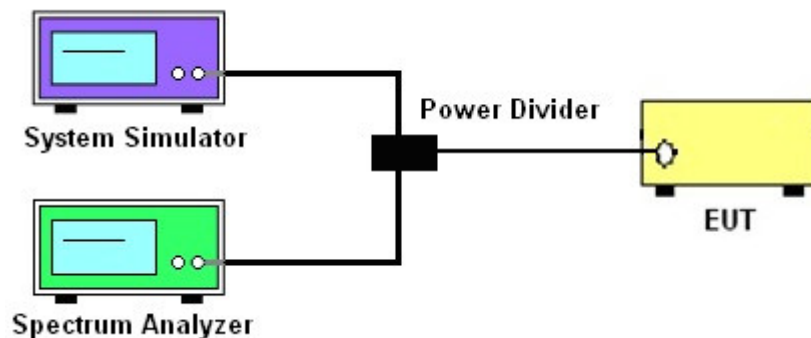 System Simulator
Power Divider
EUT
Spectrum Analyzer